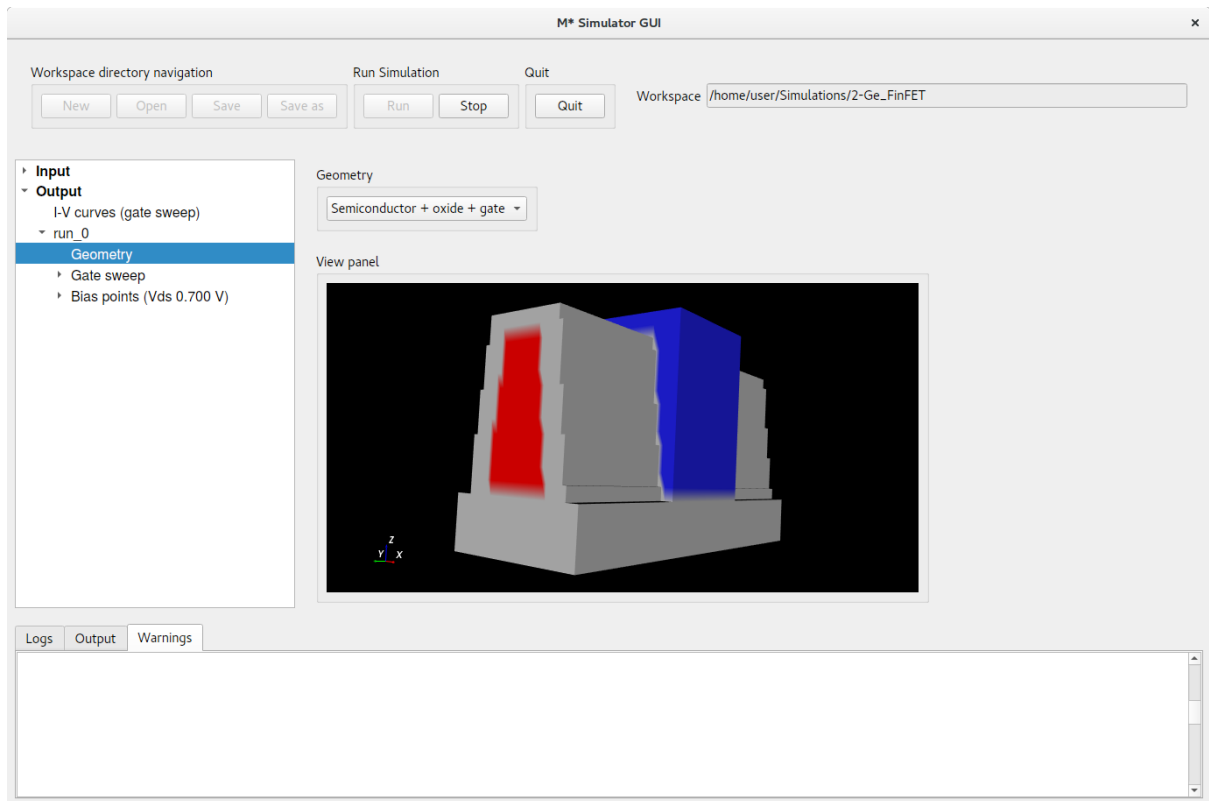 M* Simulator GUI
Workspace directory navigation
Run Simulation
Quit
New
Open
Save
Save as
Run
Stop
Quit
Workspace
/home/user/Simulations/2-Ge_FinFET
Input
Output
I-V curves (gate sweep)
run_0
Geometry
Gate sweep
Bias points (Vds 0.700 V)
Geometry
Semiconductor + oxide + gate
View panel
Z
Y
X
Logs
Output
Warnings